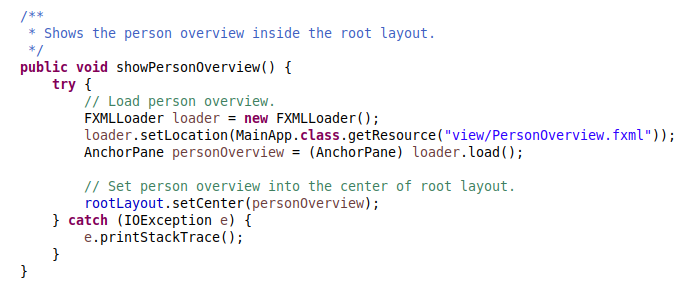 /**
 * Shows the person overview inside the root layout.
 */
public void showPersonOverview() {
    try {
        // Load person overview.
        FXMLLoader loader = new FXMLLoader();
        loader.setLocation(MainApp.class.getResource("view/PersonOverview.fxml"));
        AnchorPane personOverview = (AnchorPane) loader.load();

        // Set person overview into the center of root layout.
        rootLayout.setCenter(personOverview);
    } catch (IOException e) {
        e.printStackTrace();
    }
}